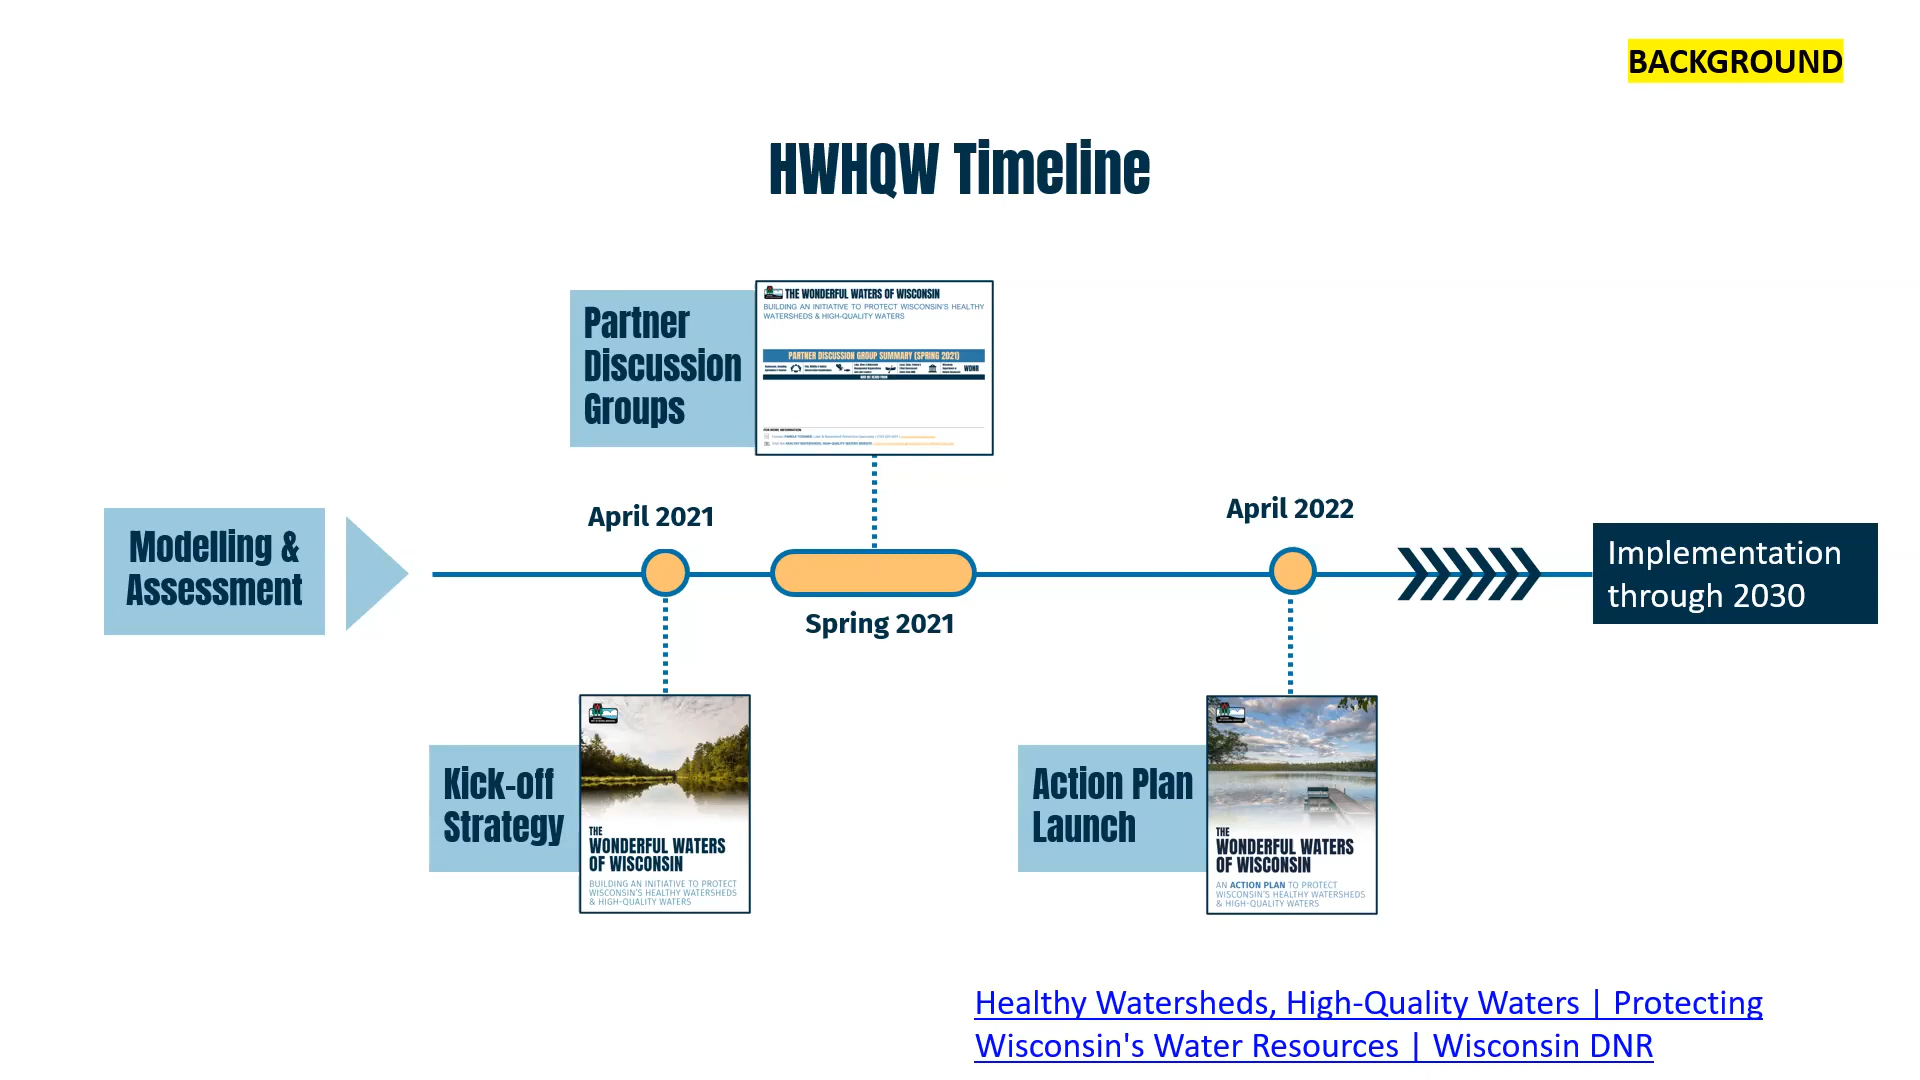 BACKGROUND
HWHQW Timeline
Partner
Discussion
Groups
THE WONDERFUL WATERS OF WISCONSIN
BUILDING AN INITIATIVE TO PROTECT WISCONSIN'S HEALTHY
WATERSHEDS & HIGH-QUALITY WATERS
PARTNER DISCUSSION GROUP SUMMARY (SPRING 2021)
WDNR
FOR MORE INFORMATION:
April 2021
April 2022
Modelling &
Assessment
Implementation
through 2030
Spring 2021
Kick-off
Strategy
THE
WONDERFUL WATERS
OF WISCONSIN
BUILDING AN INITIATIVE TO PROTECT
WISCONSIN'S HEALTHY WATERSHEDS
& HIGH-QUALITY WATERS
Action Plan
Launch
THE
WONDERFUL WATERS
OF WISCONSIN
AN ACTION PLAN TO PROTECT
WISCONSIN'S HEALTHY WATERSHEDS
& HIGH-QUALITY WATERS
Healthy Watersheds, High-Quality Waters | Protecting
Wisconsin's Water Resources | Wisconsin DNR